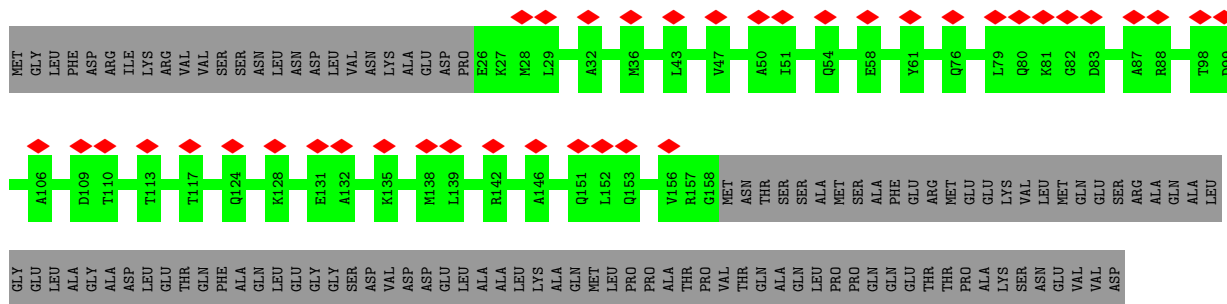 MET GLY LEU PHE ASP ARG ILE LYS ARG VAL VAL SER SER ASN LEU ASN ASP LEU VAL ASN LYS ALA GLU ASP PRO E26 K27 M28 L29 A32 M36 L43 V47 A50 I51 Q54 E58 Y61 Q76 L79 Q80 K81 G82 D83 A87 R88 T98 D99
A106 D109 T110 T113 T117 Q124 K128 E131 A132 K135 M138 L139 R142 A146 Q151 L152 Q153 V156 R157 G158 MET ASN THR SER SER ALA MET SER ALA PHE GLU ARG MET GLU GLU LYS VAL LEU MET GLN GLU SER ARG ALA GLN ALA LEU
GLY GLU LEU ALA GLY ALA ASP LEU GLU THR GLN PHE ALA GLN LEU GLU GLY GLY SER ASP VAL ASP ASP GLU LEU ALA ALA LEU LYS ALA GLN MET LEU PRO PRO ALA THR PRO VAL THR GLN ALA GLN LEU PRO PRO GLN GLN GLU THR THR PRO ALA LYS SER ASN GLU VAL VAL ASP